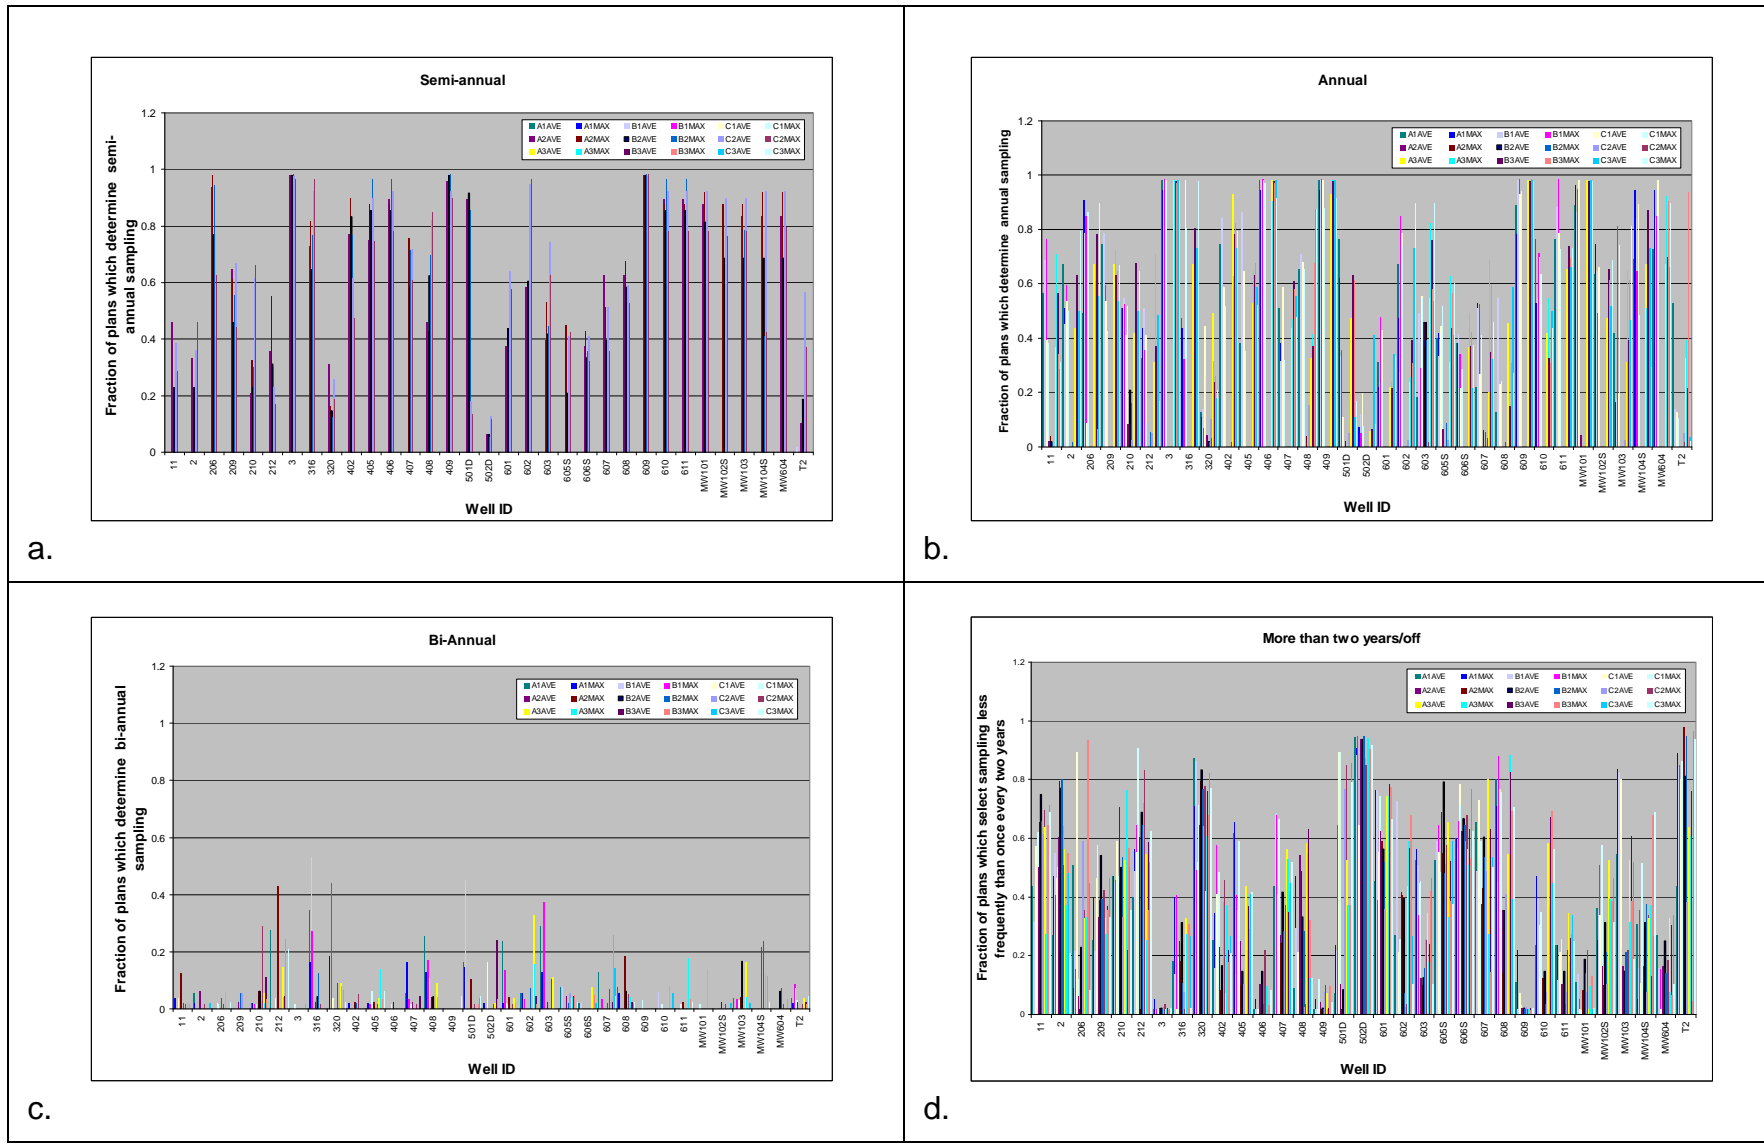 Semi-annual
Fraction of plans which determine semi-
annual sampling
1.2
1
0.8
0.6
0.4
0.2
0
A1AVE A1MAX B1AVE B1MAX C1AVE C1MAX
A2AVE A2MAX B2AVE B2MAX C2AVE C2MAX
A3AVE A3MAX B3AVE B3MAX C3AVE C3MAX
11 2 206 209 210 212 3 316 320 402 405 406 407 408 409 501D 502D 601 602 603 605S 606S 607 608 609 610 611 MW101 MW102S MW103 MW104S MW604 T2
Well ID
a.
Annual
Fraction of plans which determine annual sampling
1.2
1
0.8
0.6
0.4
0.2
0
A1AVE A1MAX B1AVE B1MAX C1AVE C1MAX
A2AVE A2MAX B2AVE B2MAX C2AVE C2MAX
A3AVE A3MAX B3AVE B3MAX C3AVE C3MAX
11 2 206 209 210 212 3 316 320 402 405 406 407 408 409 501D 502D 601 602 603 605S 606S 607 608 609 610 611 MW101 MW102S MW103 MW104S MW604 T2
Well ID
b.
Bi-Annual
Fraction of plans which determine bi-annual
sampling
1.2
1
0.8
0.6
0.4
0.2
0
A1AVE A1MAX B1AVE B1MAX C1AVE C1MAX
A2AVE A2MAX B2AVE B2MAX C2AVE C2MAX
A3AVE A3MAX B3AVE B3MAX C3AVE C3MAX
11 2 206 209 210 212 3 316 320 402 405 406 407 408 409 501D 502D 601 602 603 605S 606S 607 608 609 610 611 MW101 MW102S MW103 MW104S MW604 T2
Well ID
c.
More than two years/off
Fraction of plans which select sampling less
frequently than once every two years
1.2
1
0.8
0.6
0.4
0.2
0
A1AVE A1MAX B1AVE B1MAX C1AVE C1MAX
A2AVE A2MAX B2AVE B2MAX C2AVE C2MAX
A3AVE A3MAX B3AVE B3MAX C3AVE C3MAX
11 2 206 209 210 212 3 316 320 402 405 406 407 408 409 501D 502D 601 602 603 605S 606S 607 608 609 610 611 MW101 MW102S MW103 MW104S MW604 T2
Well ID
d.